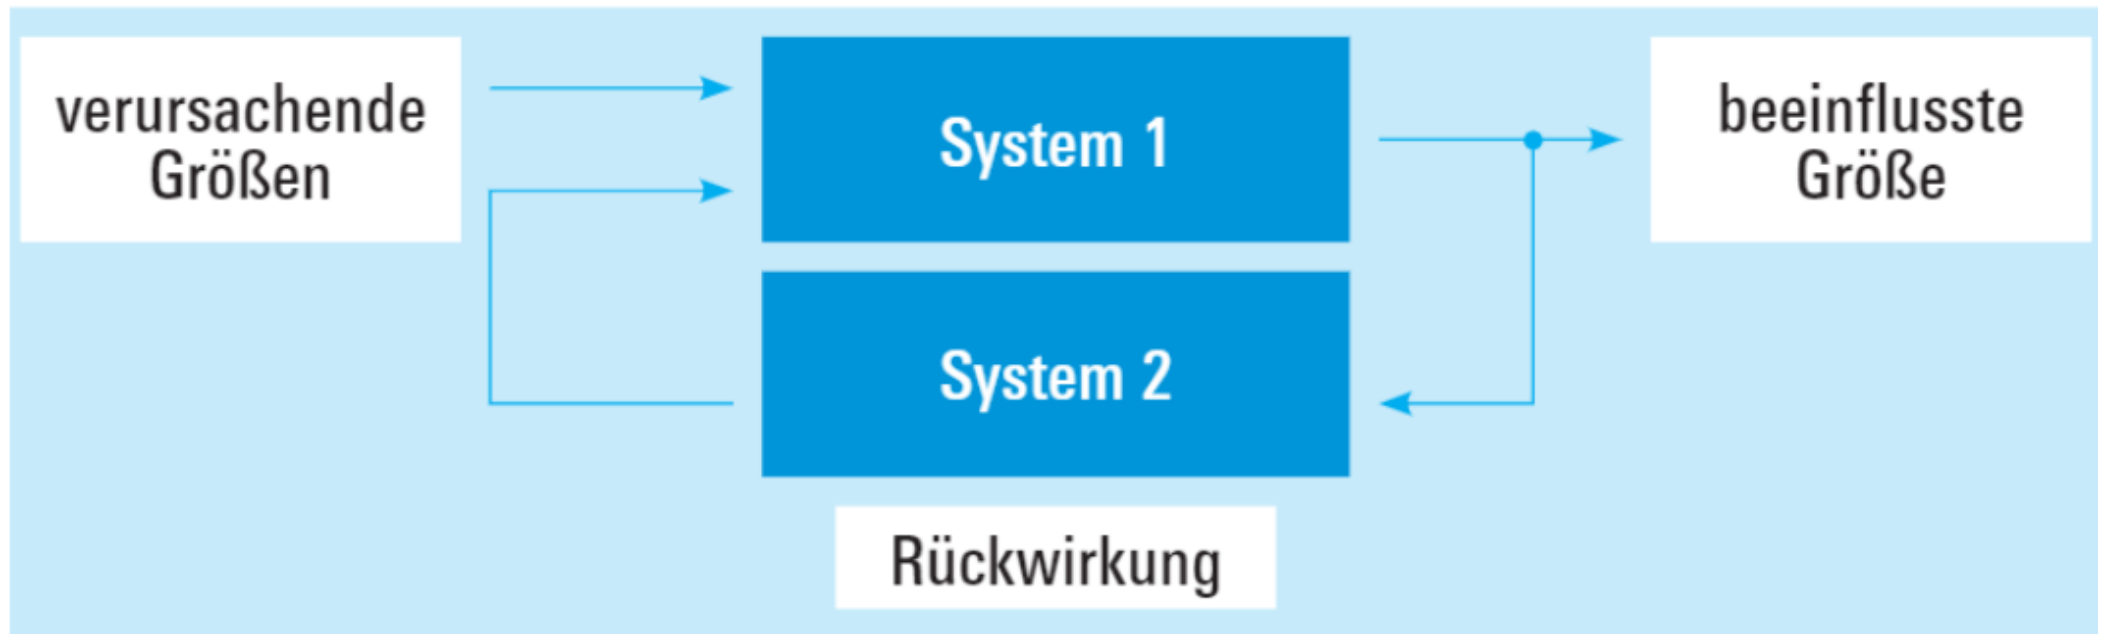 verursachende
Größen
System 1
beeinflusste
Größe
System 2
Rückwirkung